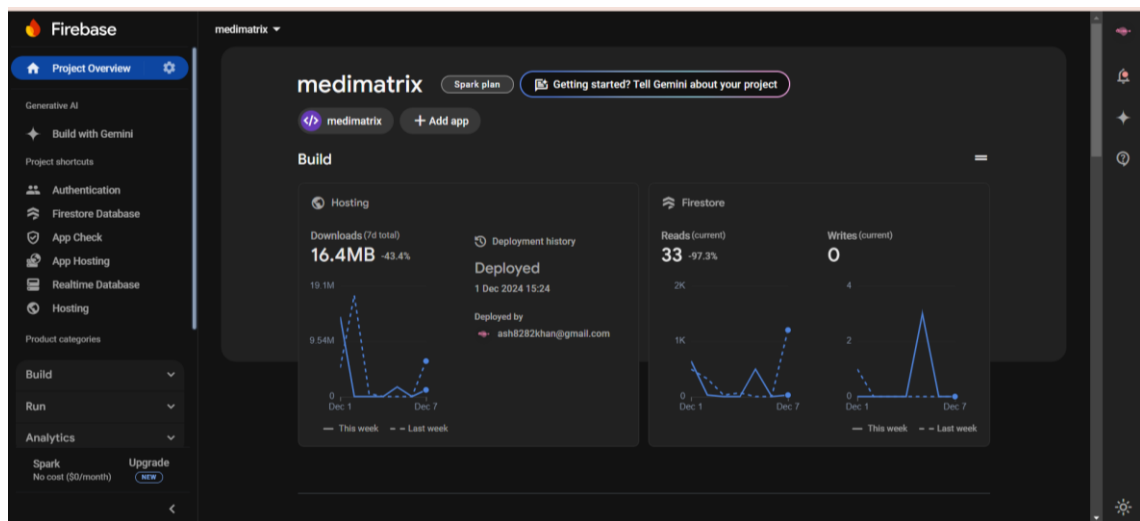 Firebase
Project Overview
Generative AI
Build with Gemini
Project shortcuts
Authentication
Firestore Database
App Check
App Hosting
Realtime Database
Hosting
Product categories
Build
Run
Analytics
Spark
No cost ($0/month)
Upgrade
NEW
medimatrix
medimatrix
Spark plan
Getting started? Tell Gemini about your project
medimatrix
+ Add app
Build
Hosting
Downloads (7d total)
16.4MB -43.4%
19.1M
9.54M
0
Dec 1 Dec 7
This week Last week
Deployment history
Deployed
1 Dec 2024 15:24
Deployed by
ash8282khan@gmail.com
Firestore
Reads (current)
33 -97.3%
2K
1K
0
Dec 1 Dec 7
Writes (current)
0
4
2
0
Dec 1 Dec 7
This week Last week